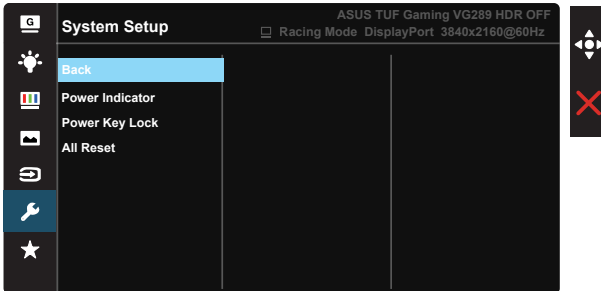 G
System Setup
ASUS TUF Gaming VG289 HDR OFF
Racing Mode DisplayPort 3840x2160@60Hz
Back
Power Indicator
Power Key Lock
All Reset